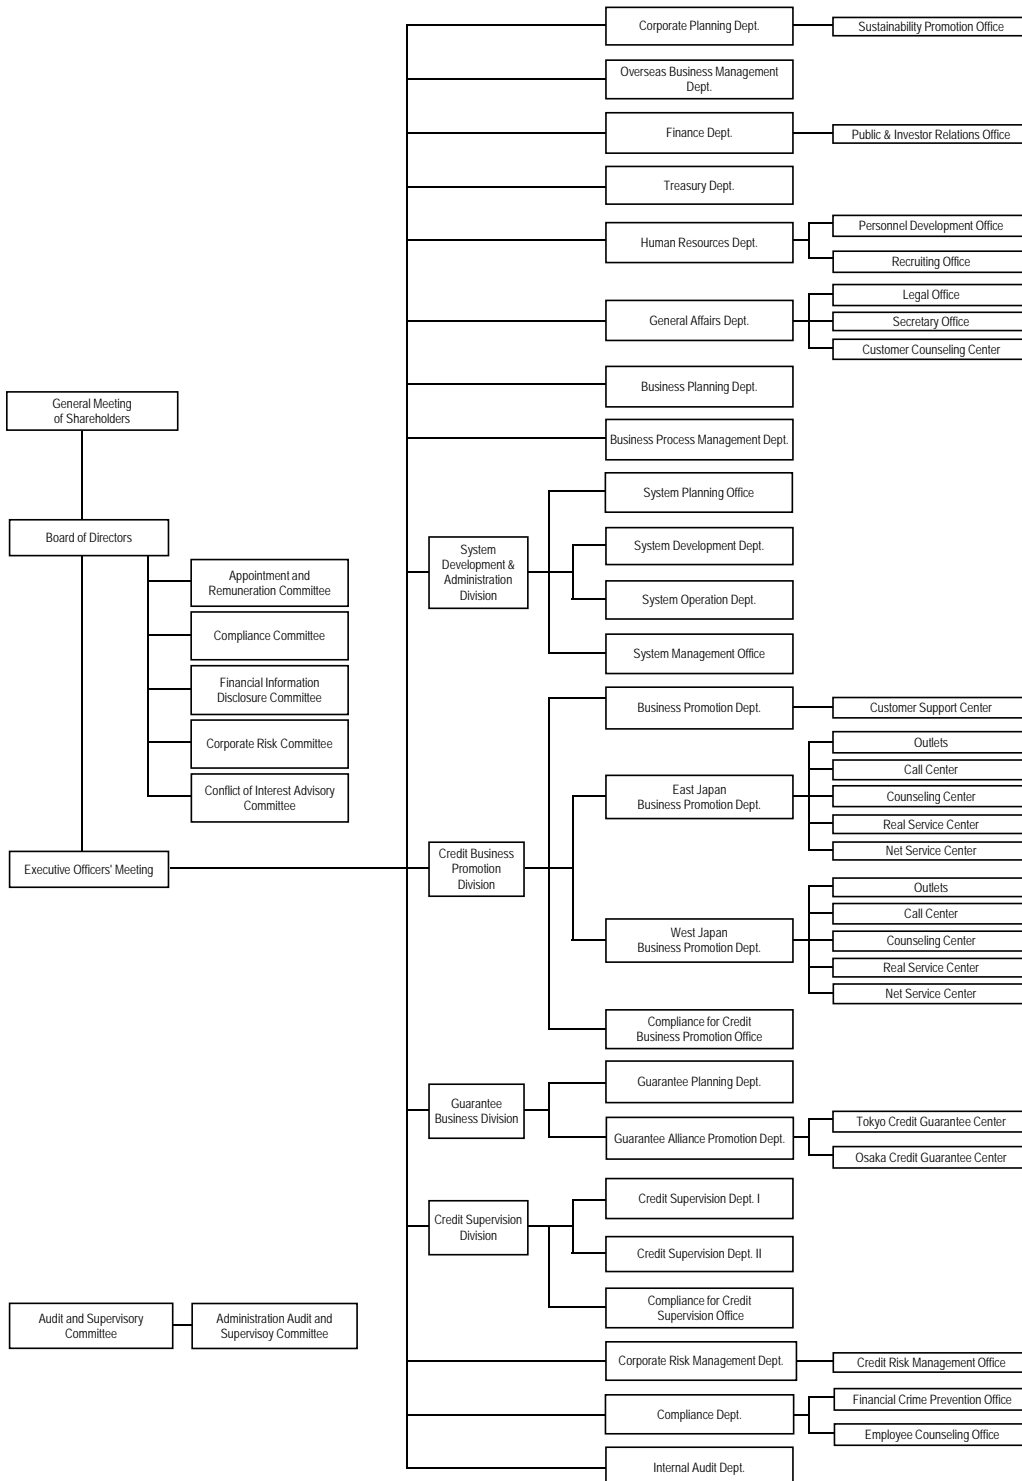 Corporate Planning Dept.
Sustainability Promotion Office
Overseas Business Management
Dept.
Finance Dept.
Public & Investor Relations Office
Treasury Dept.
Human Resources Dept.
Personnel Development Office
Recruiting Office
General Affairs Dept.
Legal Office
Secretary Office
Customer Counseling Center
Business Planning Dept.
Business Process Management Dept.
General Meeting
of Shareholders
Board of Directors
Appointment and
Remuneration Committee
Compliance Committee
Financial Information
Disclosure Committee
Corporate Risk Committee
Conflict of Interest Advisory
Committee
Executive Officers' Meeting
System
Development &
Administration
Division
System Planning Office
System Development Dept.
System Operation Dept.
System Management Office
Credit Business
Promotion
Division
Business Promotion Dept.
Customer Support Center
East Japan
Business Promotion Dept.
Outlets
Call Center
Counseling Center
Real Service Center
Net Service Center
West Japan
Business Promotion Dept.
Outlets
Call Center
Counseling Center
Real Service Center
Net Service Center
Compliance for Credit
Business Promotion Office
Guarantee
Business Division
Guarantee Planning Dept.
Guarantee Alliance Promotion Dept.
Tokyo Credit Guarantee Center
Osaka Credit Guarantee Center
Credit Supervision
Division
Credit Supervision Dept. I
Credit Supervision Dept. II
Compliance for Credit
Supervision Office
Audit and Supervisory
Committee
Administration Audit and
Supervisoy Committee
Corporate Risk Management Dept.
Credit Risk Management Office
Compliance Dept.
Financial Crime Prevention Office
Employee Counseling Office
Internal Audit Dept.